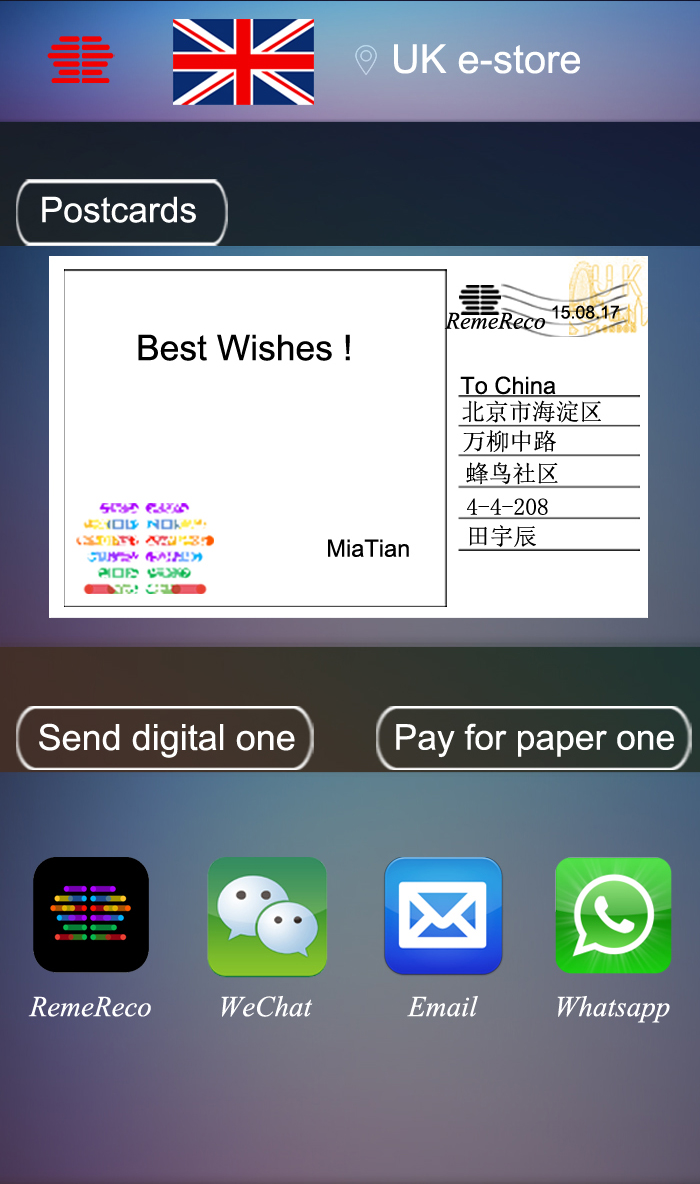 UK e-store
Postcards
Best Wishes !
MiaTian
RemeReco
15.08.17
UK
To China
北京市海淀区
万柳中路
蜂鸟社区
4-4-208
田宇辰
Send digital one
Pay for paper one
RemeReco
WeChat
Email
Whatsapp